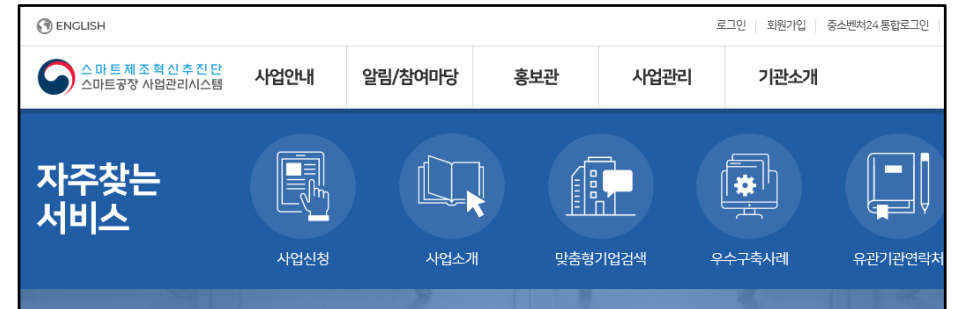 ENGLISH
로그인 회원가입 중소벤처24 통합로그인
스마트제조혁신추진단
스마트공장 사업관리시스템
사업안내 알림/참여마당 홍보관 사업관리 기관소개
자주찾는
서비스
사업신청 사업소개 맞춤형기업검색 우수구축사례 유관기관연락처